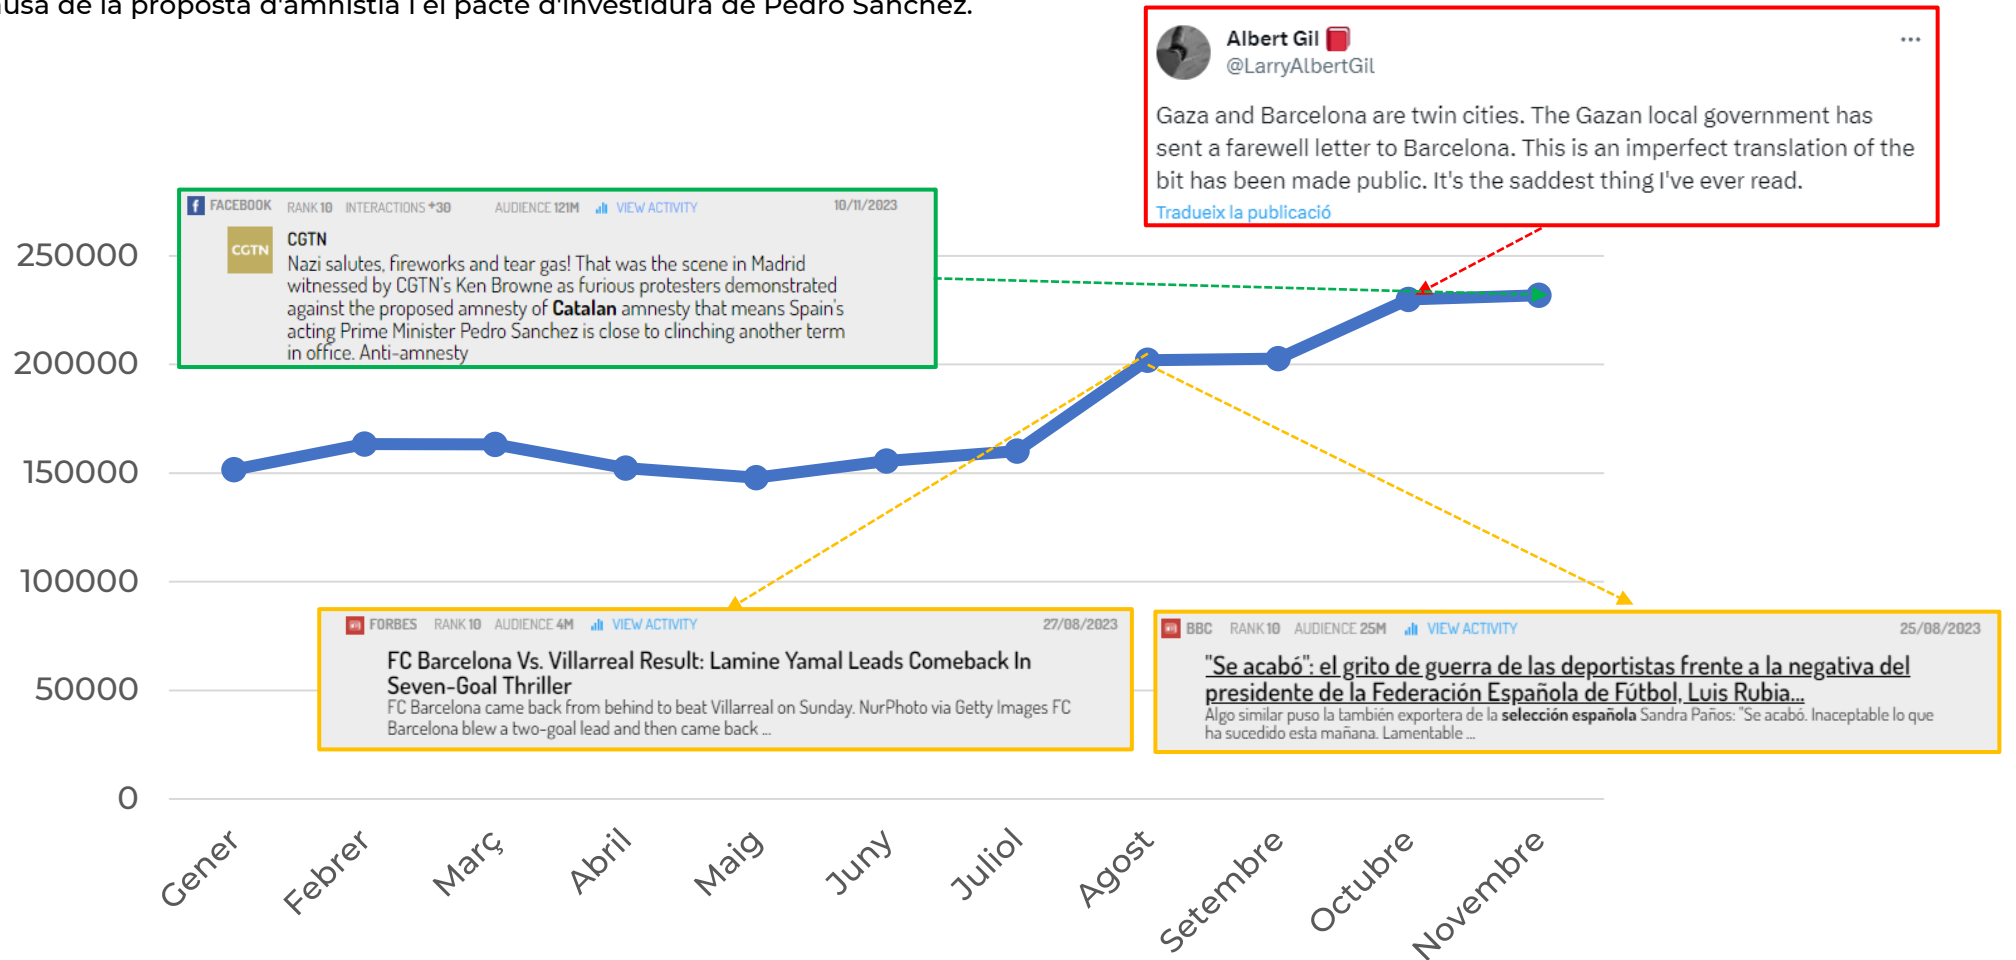 usa de la proposta d'amnistia i el pacte d'investidura de Pedro Sánchez.
Albert Gil
@LarryAlbertGil
Gaza and Barcelona are twin cities. The Gazan local government has
sent a farewell letter to Barcelona. This is an imperfect translation of the
bit has been made public. It's the saddest thing I've ever read.
Tradueix la publicació
FACEBOOK RANK 10 INTERACTIONS +30 AUDIENCE 121M VIEW ACTIVITY 10/11/2023
CGTN
CGTN
Nazi salutes, fireworks and tear gas! That was the scene in Madrid
witnessed by CGTN's Ken Browne as furious protesters demonstrated
against the proposed amnesty of Catalan amnesty that means Spain's
acting Prime Minister Pedro Sanchez is close to clinching another term
in office. Anti-amnesty
250000
200000
150000
100000
50000
0
FORBES RANK 10 AUDIENCE 4M VIEW ACTIVITY 27/08/2023
FC Barcelona Vs. Villarreal Result: Lamine Yamal Leads Comeback In
Seven-Goal Thriller
FC Barcelona came back from behind to beat Villarreal on Sunday. NurPhoto via Getty Images FC
Barcelona blew a two-goal lead and then came back ...
BBC RANK 10 AUDIENCE 25M VIEW ACTIVITY 25/08/2023
"Se acabó": el grito de guerra de las deportistas frente a la negativa del
presidente de la Federación Española de Fútbol, Luis Rubia...
Algo similar puso la también exportera de la selección española Sandra Paños: "Se acabó. Inaceptable lo que
ha sucedido esta mañana. Lamentable ...
Gener
Febrer
Març
Abril
Maig
Juny
Juliol
Agost
Setembre
Octubre
Novembre